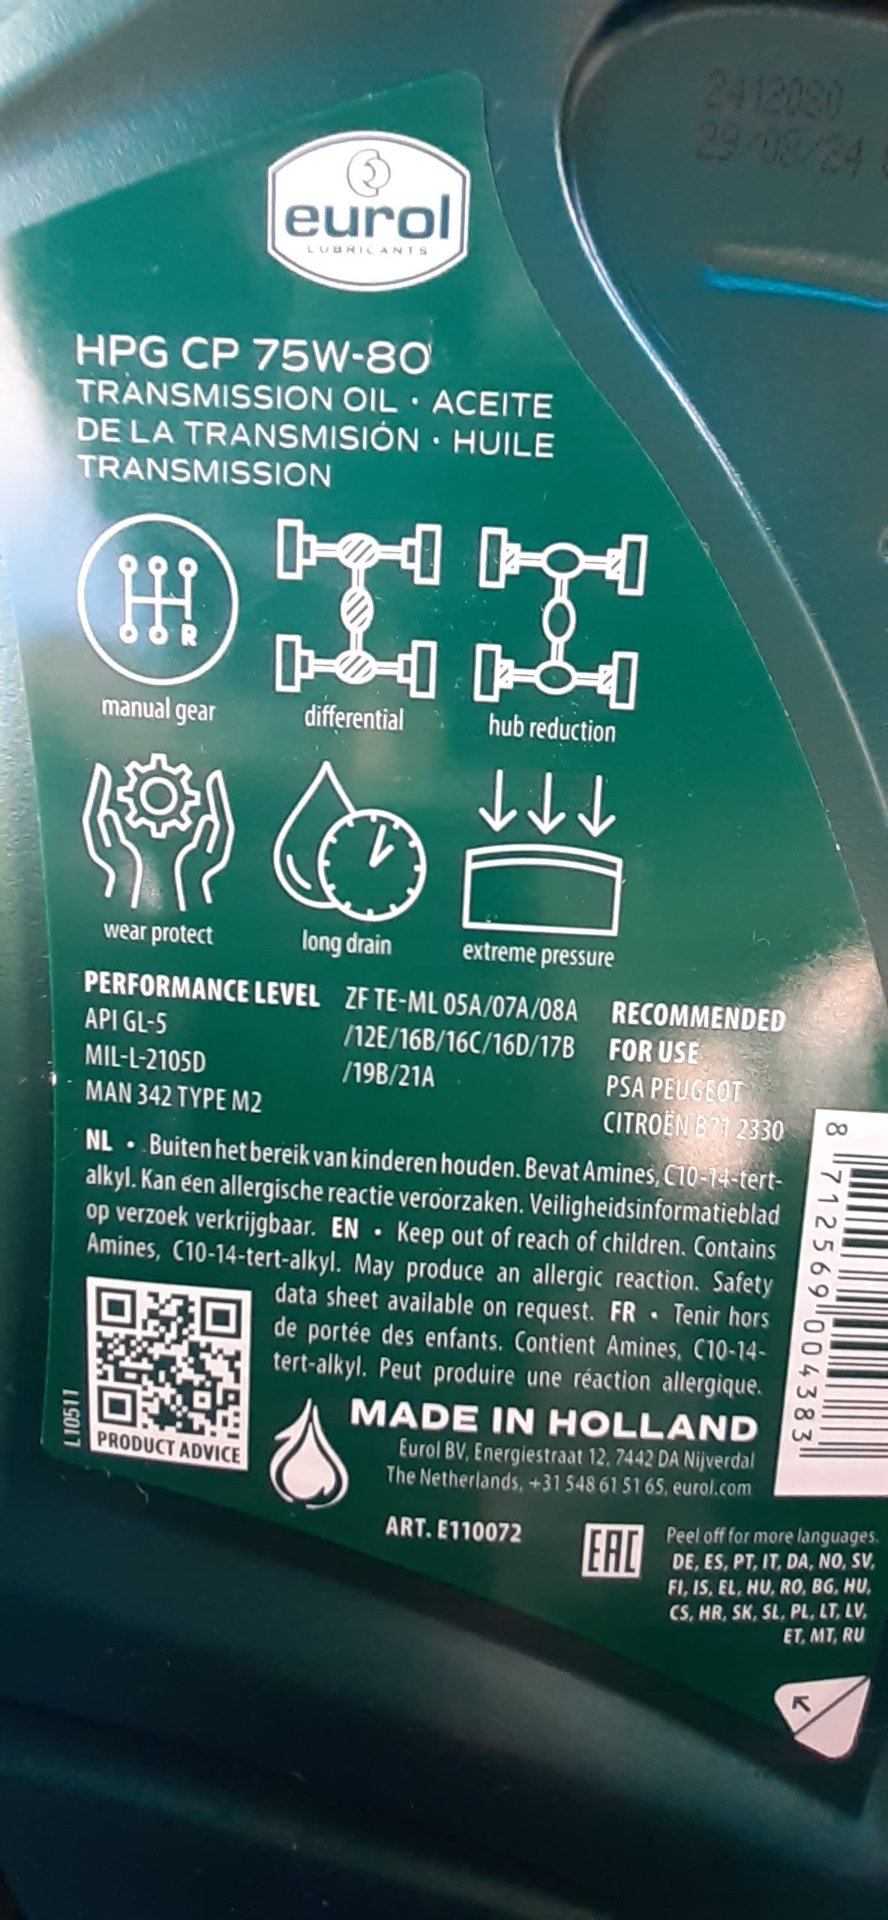 2412080
29/08/24
eurol
LUBRICANTS
HPG CP 75W-80
TRANSMISSION OIL • ACEITE
DE LA TRANSMISIÓN • HUILE
TRANSMISSION
R
manual gear
differential
hub reduction
wear protect
long drain
extreme pressure
PERFORMANCE LEVEL
API GL-5
MIL-L-2105D
MAN 342 TYPE M2
ZF TE-ML 05A/07A/08A
/12E/16B/16C/16D/17B
/19B/21A
RECOMMENDED
FOR USE
PSA PEUGEOT
CITROËN B71 2330
NL • Buiten het bereik van kinderen houden. Bevat Amines, C10-14-tert-
alkyl. Kan een allergische reactie veroorzaken. Veiligheidsinformatieblad
op verzoek verkrijgbaar. EN • Keep out of reach of children. Contains
Amines, C10-14-tert-alkyl. May produce an allergic reaction. Safety
data sheet available on request. FR • Tenir hors
de portée des enfants. Contient Amines, C10-14-
tert-alkyl. Peut produire une réaction allergique.
L10511
PRODUCT ADVICE
MADE IN HOLLAND
Eurol BV, Energiestraat 12, 7442 DA Nijverdal
The Netherlands, +31 548 61 51 65, eurol.com
ART. E110072
EAC
Peel off for more languages.
DE, ES, PT, IT, DA, NO, SV,
FI, IS, EL, HU, RO, BG, HU,
CS, HR, SK, SL, PL, LT, LV,
ET, MT, RU
8 712569 004383